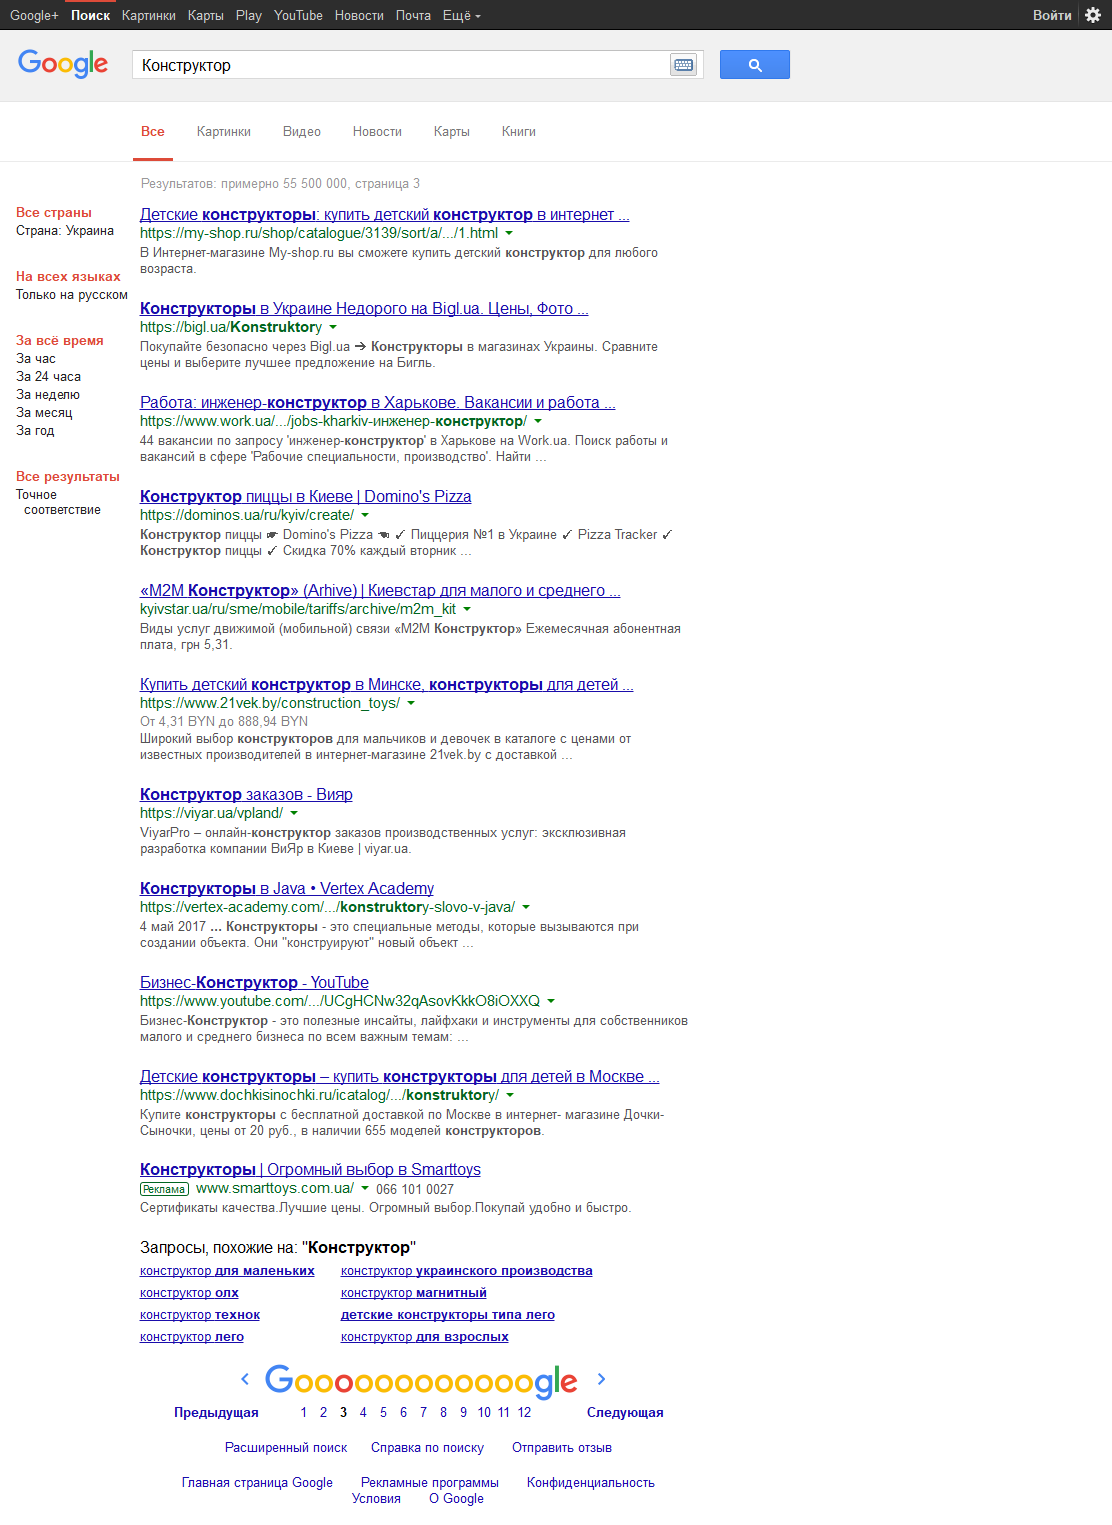 Google+ Поиск Картинки Карты Play YouTube Новости Почта Ещё Войти
Google Конструктор
Все Картинки Видео Новости Карты Книги
Результатов: примерно 55 500 000, страница 3
Все страны
Страна: Украина
На всех языках
Только на русском
За всё время
За час
За 24 часа
За неделю
За месяц
За год
Все результаты
Точное
соответствие
Детские конструкторы: купить детский конструктор в интернет ...
https://my-shop.ru/shop/catalogue/3139/sort/a/.../1.html
В Интернет-магазине My-shop.ru вы сможете купить детский конструктор для любого
возраста.
Конструкторы в Украине Недорого на Bigl.ua. Цены, Фото ...
https://bigl.ua/Konstruktory
Покупайте безопасно через Bigl.ua ➔ Конструкторы в магазинах Украины. Сравните
цены и выберите лучшее предложение на Бигль.
Работа: инженер-конструктор в Харькове. Вакансии и работа ...
https://www.work.ua/.../jobs-kharkiv-инженер-конструктор/
44 вакансии по запросу 'инженер-конструктор' в Харькове на Work.ua. Поиск работы и
вакансий в сфере 'Рабочие специальности, производство'. Найти ...
Конструктор пиццы в Киеве | Domino's Pizza
https://dominos.ua/ru/kyiv/create/
Конструктор пиццы ☛ Domino's Pizza ☚ ✓ Пиццерия №1 в Украине ✓ Pizza Tracker ✓
Конструктор пиццы ✓ Скидка 70% каждый вторник ...
«М2М Конструктор» (Arhive) | Киевстар для малого и среднего ...
kyivstar.ua/ru/sme/mobile/tariffs/archive/m2m_kit
Виды услуг движимой (мобильной) связи «М2М Конструктор» Ежемесячная абонентная
плата, грн 5,31.
Купить детский конструктор в Минске, конструкторы для детей ...
https://www.21vek.by/construction_toys/
От 4,31 BYN до 888,94 BYN
Широкий выбор конструкторов для мальчиков и девочек в каталоге с ценами от
известных производителей в интернет-магазине 21vek.by с доставкой ...
Конструктор заказов - Вияр
https://viyar.ua/vpland/
ViyarPro – онлайн-конструктор заказов производственных услуг: эксклюзивная
разработка компании ВиЯр в Киеве | viyar.ua.
Конструкторы в Java • Vertex Academy
https://vertex-academy.com/.../konstruktory-slovo-v-java/
4 май 2017 ... Конструкторы - это специальные методы, которые вызываются при
создании объекта. Они "конструируют" новый объект ...
Бизнес-Конструктор - YouTube
https://www.youtube.com/.../UCgHCNw32qAsovKkkO8iOXXQ
Бизнес-Конструктор - это полезные инсайты, лайфхаки и инструменты для собственников
малого и среднего бизнеса по всем важным темам: ...
Детские конструкторы – купить конструкторы для детей в Москве ...
https://www.dochkisinochki.ru/icatalog/.../konstruktory/
Купите конструкторы с бесплатной доставкой по Москве в интернет- магазине Дочки-
Сыночки, цены от 20 руб., в наличии 655 моделей конструкторов.
Конструкторы | Огромный выбор в Smarttoys
Реклама www.smarttoys.com.ua/ 066 101 0027
Сертификаты качества.Лучшие цены. Огромный выбор.Покупай удобно и быстро.
Запросы, похожие на: "Конструктор"
конструктор для маленьких конструктор украинского производства
конструктор олх конструктор магнитный
конструктор технок детские конструкторы типа лего
конструктор лего конструктор для взрослых
Goooooooooooogle
Предыдущая 1 2 3 4 5 6 7 8 9 10 11 12 Следующая
Расширенный поиск Справка по поиску Отправить отзыв
Главная страница Google Рекламные программы Конфиденциальность
Условия О Google